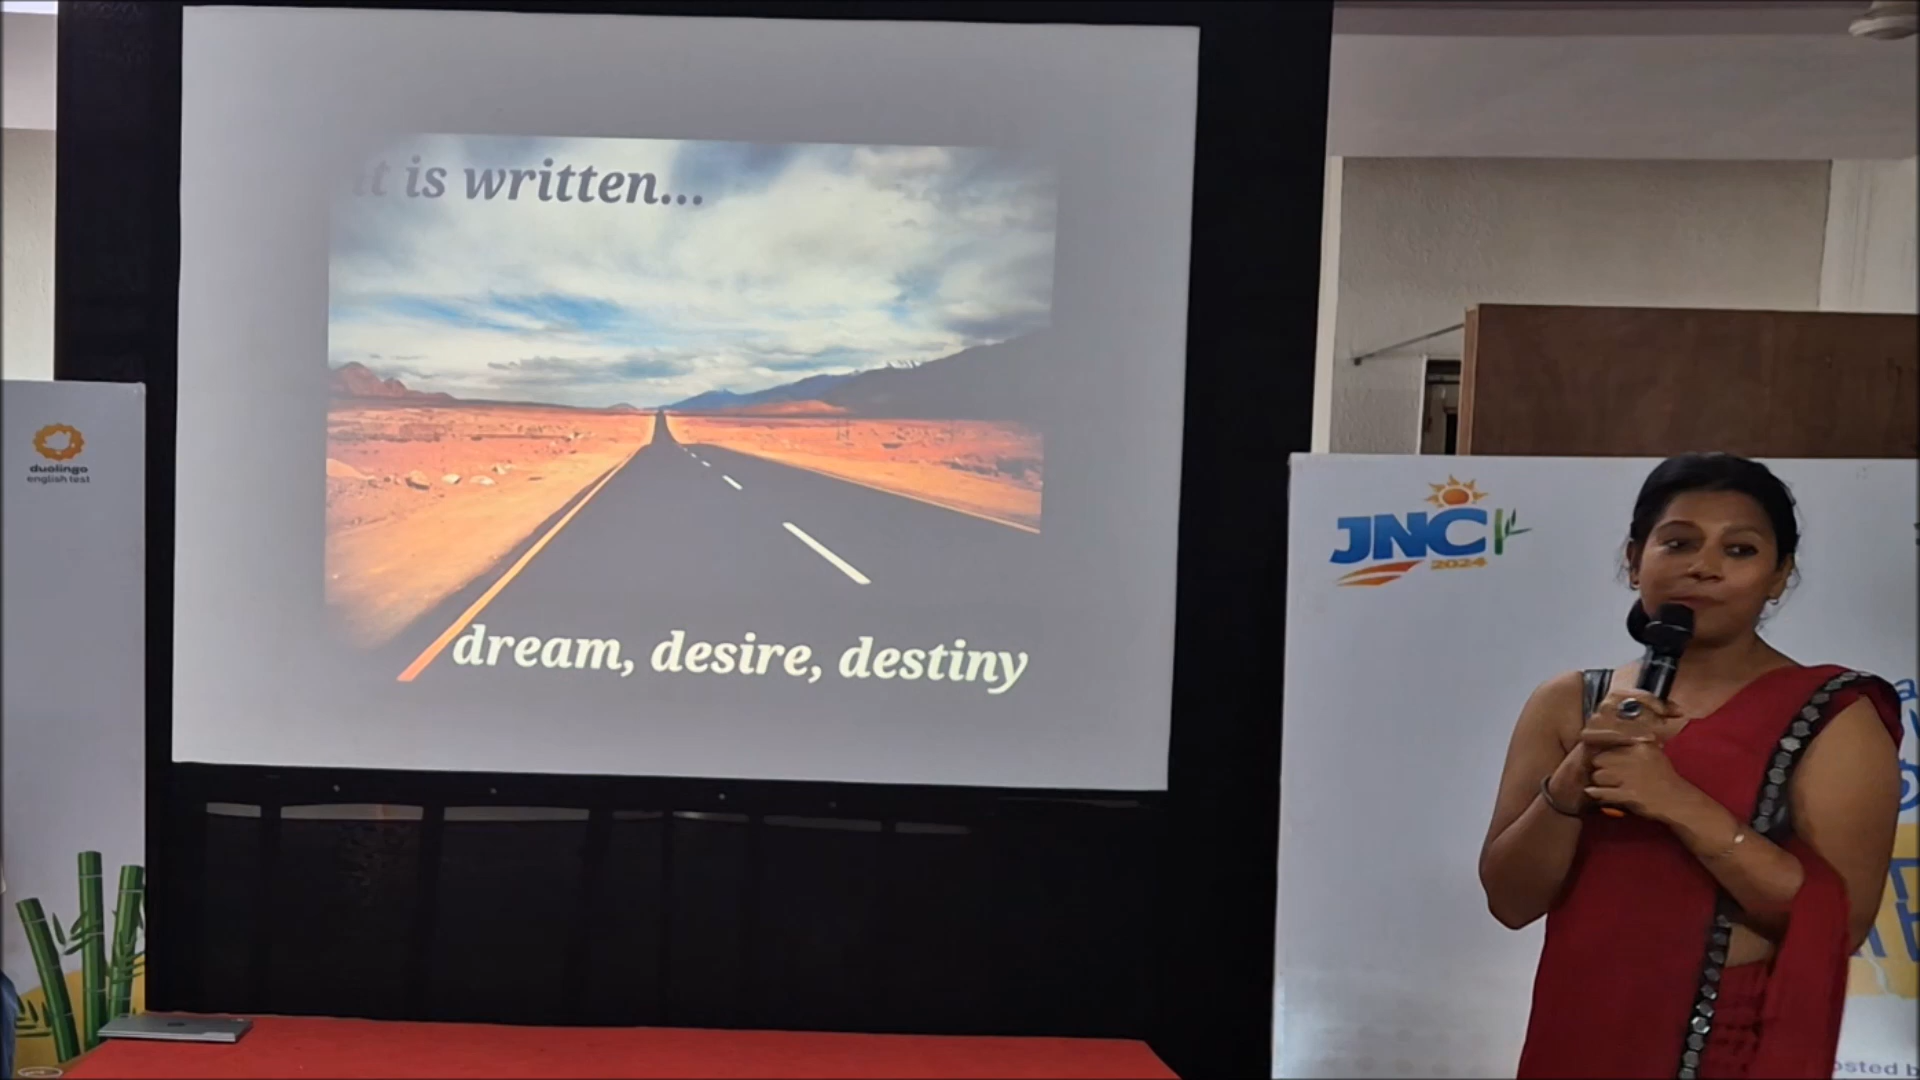 it is written...
dream, desire, destiny
duolingo
english test
JNC
2024
osted b